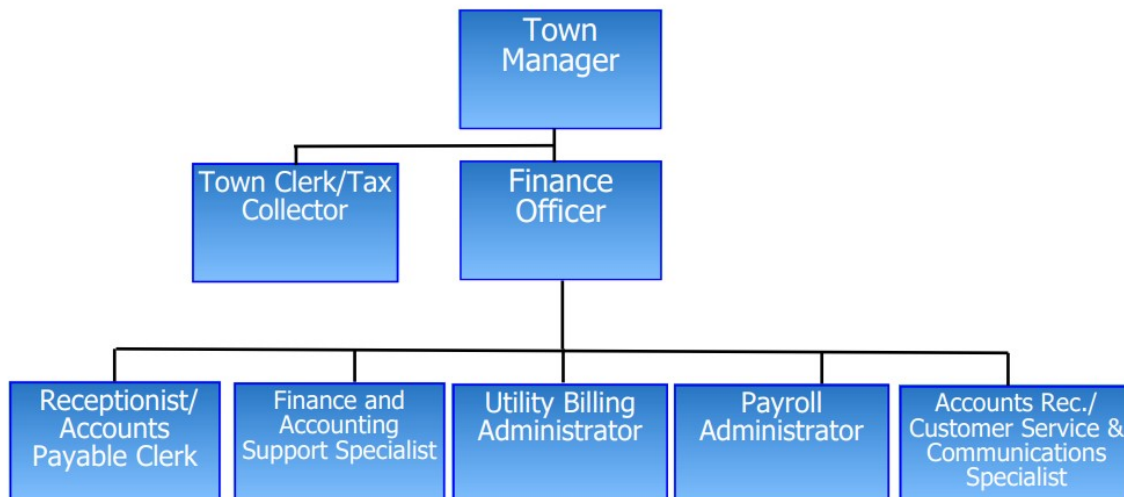 Town
Manager
Town Clerk/Tax
Collector
Finance
Officer
Receptionist/
Accounts
Payable Clerk
Finance and
Accounting
Support Specialist
Utility Billing
Administrator
Payroll
Administrator
Accounts Rec./
Customer Service &
Communications
Specialist